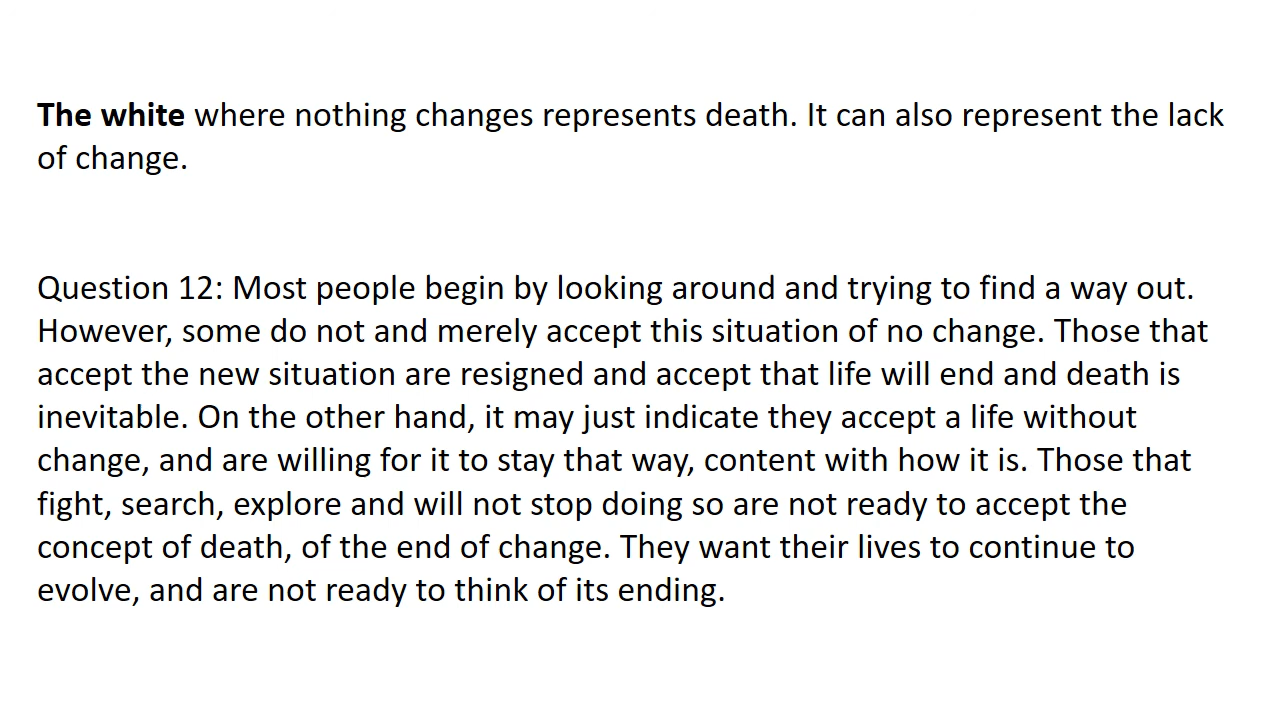 The white where nothing changes represents death. It can also represent the lack
of change.
Question 12: Most people begin by looking around and trying to find a way out.
However, some do not and merely accept this situation of no change. Those that
accept the new situation are resigned and accept that life will end and death is
inevitable. On the other hand, it may just indicate they accept a life without
change, and are willing for it to stay that way, content with how it is. Those that
fight, search, explore and will not stop doing so are not ready to accept the
concept of death, of the end of change. They want their lives to continue to
evolve, and are not ready to think of its ending.